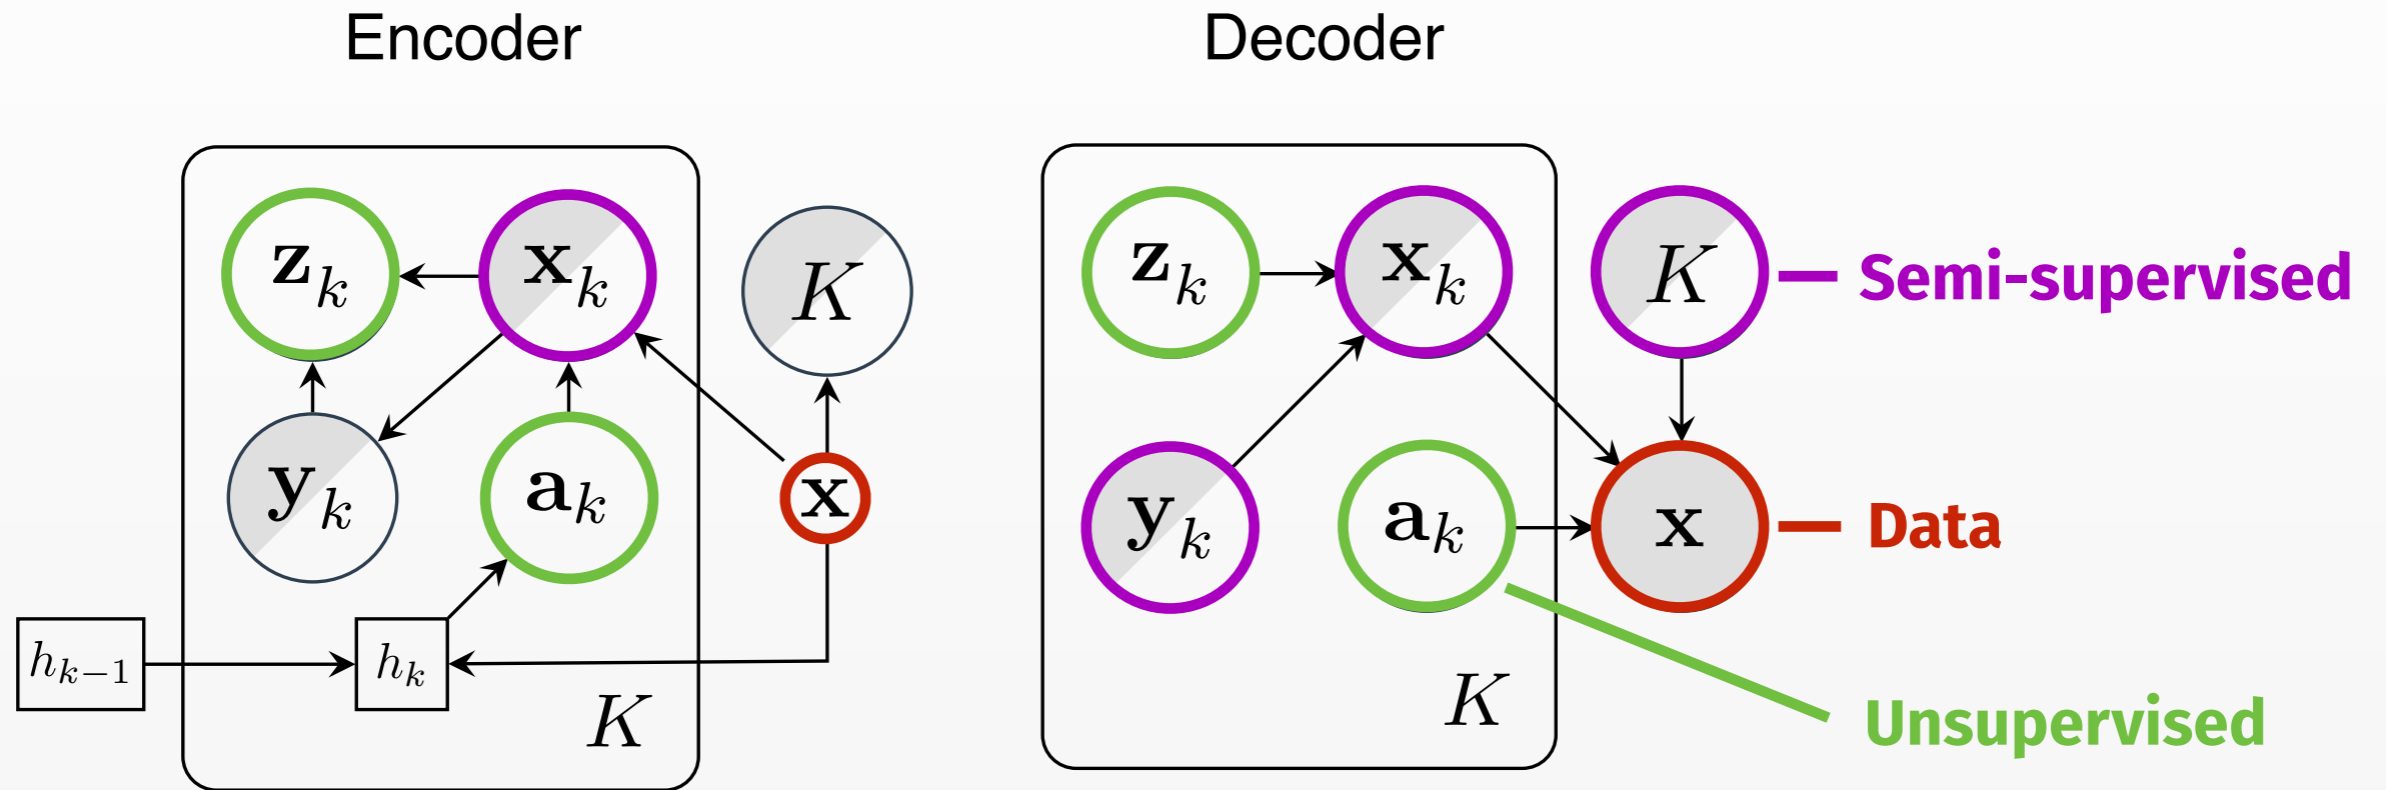 Encoder
Decoder
z_k
x_k
K
z_k
x_k
K
Semi-supervised
y_k
a_k
x
y_k
a_k
x
Data
h_{k-1}
h_k
K
K
Unsupervised